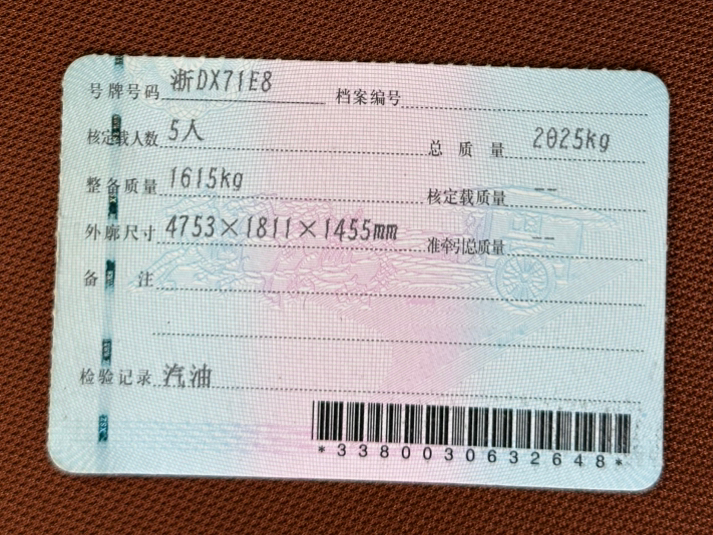 号牌号码 浙DX71E8 档案编号
核定载人数 5人 总质量 2025kg
整备质量 1615kg 核定载质量 --
外廓尺寸 4753×1811×1455mm 准牵引总质量 --
备注
检验记录 汽油
*3380030632648*